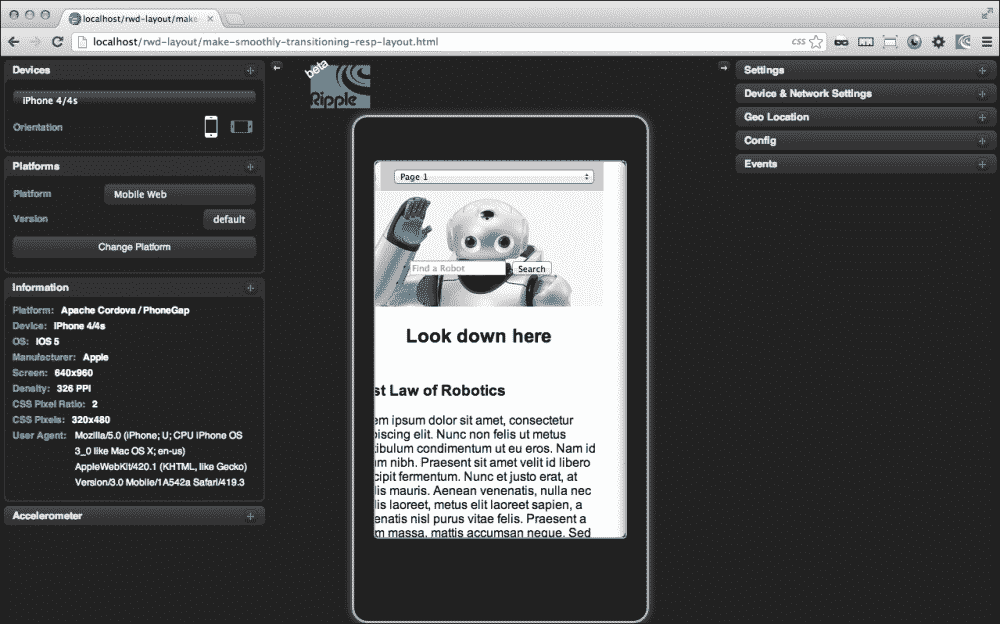 localhost/rwd-layout/make-
localhost/rwd-layout/make-smoothly-transitioning-resp-layout.html
CSS
Devices
iPhone 4/4s
Orientation
Platforms
Platform Mobile Web
Version default
Change Platform
Information
Platform: Apache Cordova / PhoneGap
Device: iPhone 4/4s
OS: iOS 5
Manufacturer: Apple
Screen: 640x960
Density: 326 PPI
CSS Pixel Ratio: 2
CSS Pixels: 320x480
User Agent: Mozilla/5.0 (iPhone; U; CPU iPhone OS
3_0 like Mac OS X; en-us)
AppleWebKit/420.1 (KHTML, like Gecko)
Version/3.0 Mobile/1A542a Safari/419.3
Accelerometer
beta
Ripple
Page 1
Find a Robot Search
Look down here
st Law of Robotics
em ipsum dolor sit amet, consectetur
piscing elit. Nunc non felis ut metus
tibulum condimentum ut eu eros. Nam id
m nibh. Praesent sit amet velit id libero
cipit fermentum. Nunc et justo erat, at
lis mauris. Aenean venenatis, nulla nec
lis laoreet, metus elit laoreet sapien, a
enatis nisl purus vitae felis. Praesent a
m massa, mattis accumsan neque. Sed
Settings
Device & Network Settings
Geo Location
Config
Events